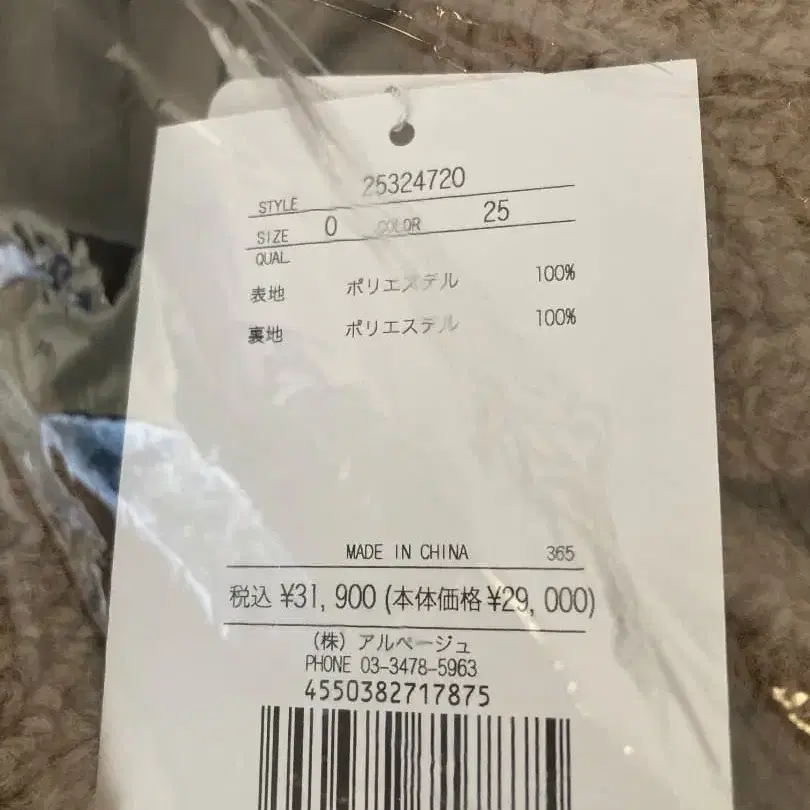 STYLE 25324720
SIZE 0 COLOR 25
QUAL.
表地 ポリエステル 100%
裏地 ポリエステル 100%
MADE IN CHINA 365
税込 ¥31,900 (本体価格 ¥29,000)
(株) アルページュ
PHONE 03-3478-5963
4550382717875